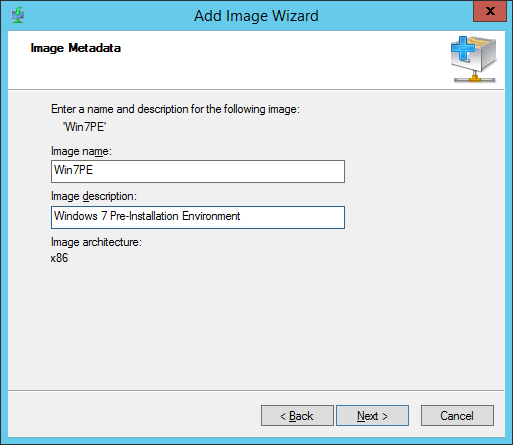 Add Image Wizard
x
Image Metadata
Enter a name and description for the following image:
'Win7PE'
Image name:
Win7PE
Image description:
Windows 7 Pre-Installation Environment
Image architecture:
x86
< Back Next > Cancel